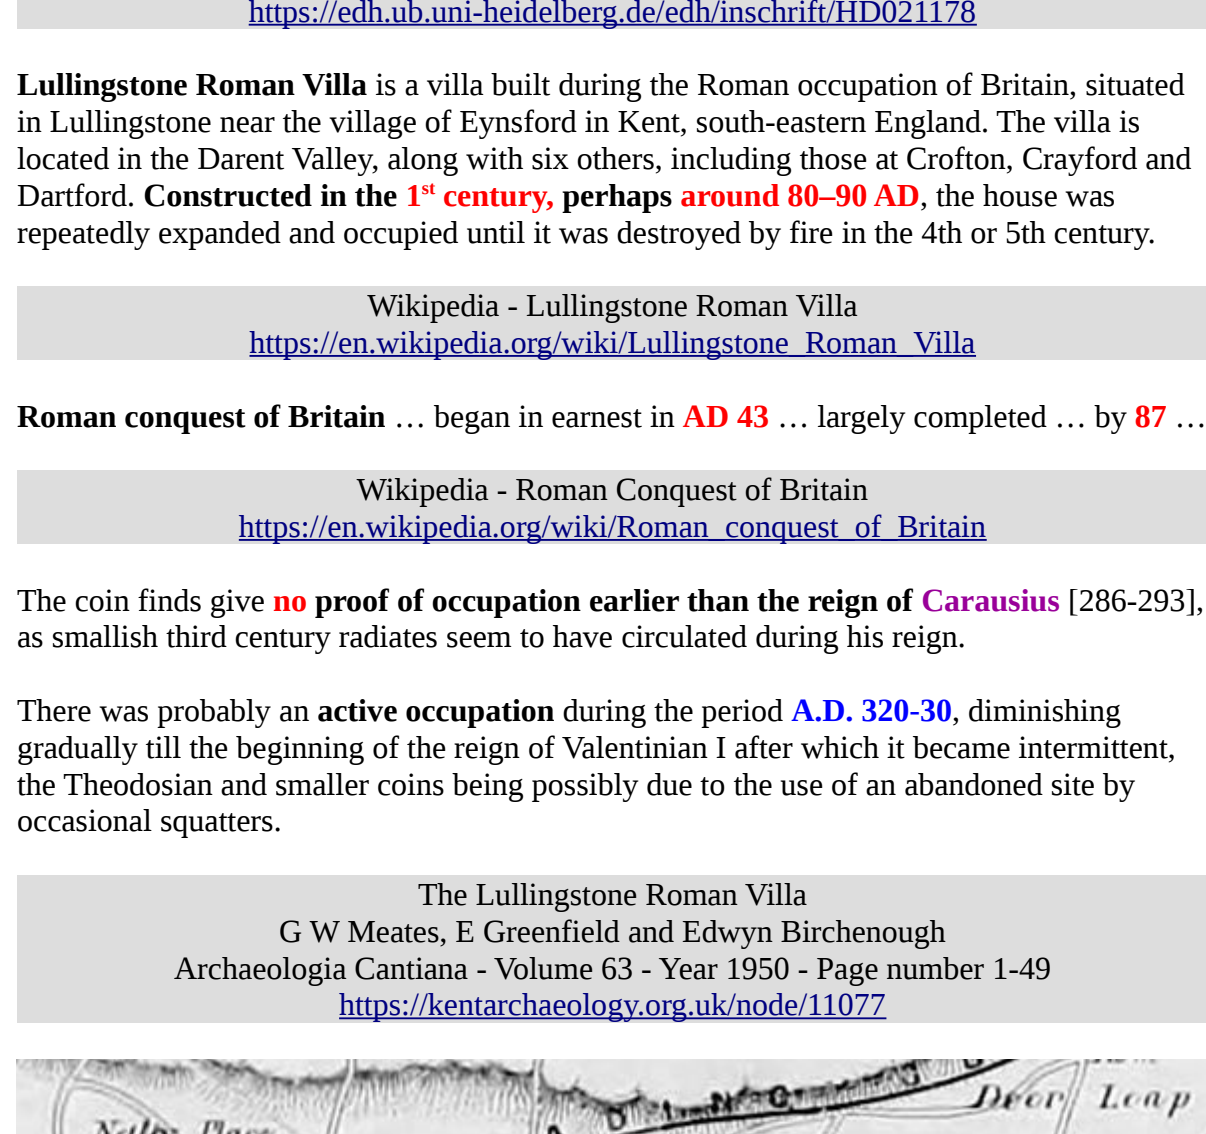 https://edh.ub.uni-heidelberg.de/edh/inschrift/HD021178
Lullingstone Roman Villa is a villa built during the Roman occupation of Britain, situated
in Lullingstone near the village of Eynsford in Kent, south-eastern England. The villa is
located in the Darent Valley, along with six others, including those at Crofton, Crayford and
Dartford. Constructed in the 1st century, perhaps around 80–90 AD, the house was
repeatedly expanded and occupied until it was destroyed by fire in the 4th or 5th century.
Wikipedia - Lullingstone Roman Villa
https://en.wikipedia.org/wiki/Lullingstone_Roman_Villa
Roman conquest of Britain … began in earnest in AD 43 … largely completed … by 87 …
Wikipedia - Roman Conquest of Britain
https://en.wikipedia.org/wiki/Roman_conquest_of_Britain
The coin finds give no proof of occupation earlier than the reign of Carausius [286-293],
as smallish third century radiates seem to have circulated during his reign.
There was probably an active occupation during the period A.D. 320-30, diminishing
gradually till the beginning of the reign of Valentinian I after which it became intermittent,
the Theodosian and smaller coins being possibly due to the use of an abandoned site by
occasional squatters.
The Lullingstone Roman Villa
G W Meates, E Greenfield and Edwyn Birchenough
Archaeologia Cantiana - Volume 63 - Year 1950 - Page number 1-49
https://kentarchaeology.org.uk/node/11077
Deer Leap